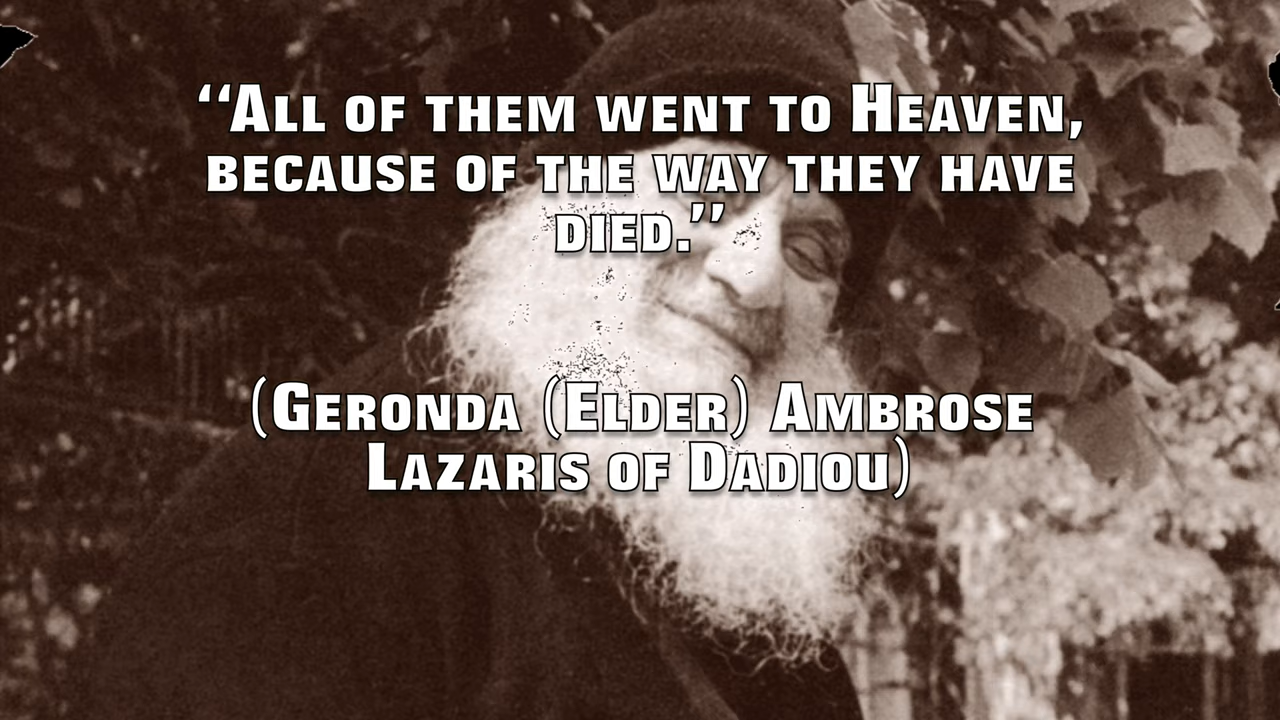 “All of them went to Heaven,
because of the way they have
died.”
(Geronda (Elder) Ambrose
Lazaris of Dadiou)